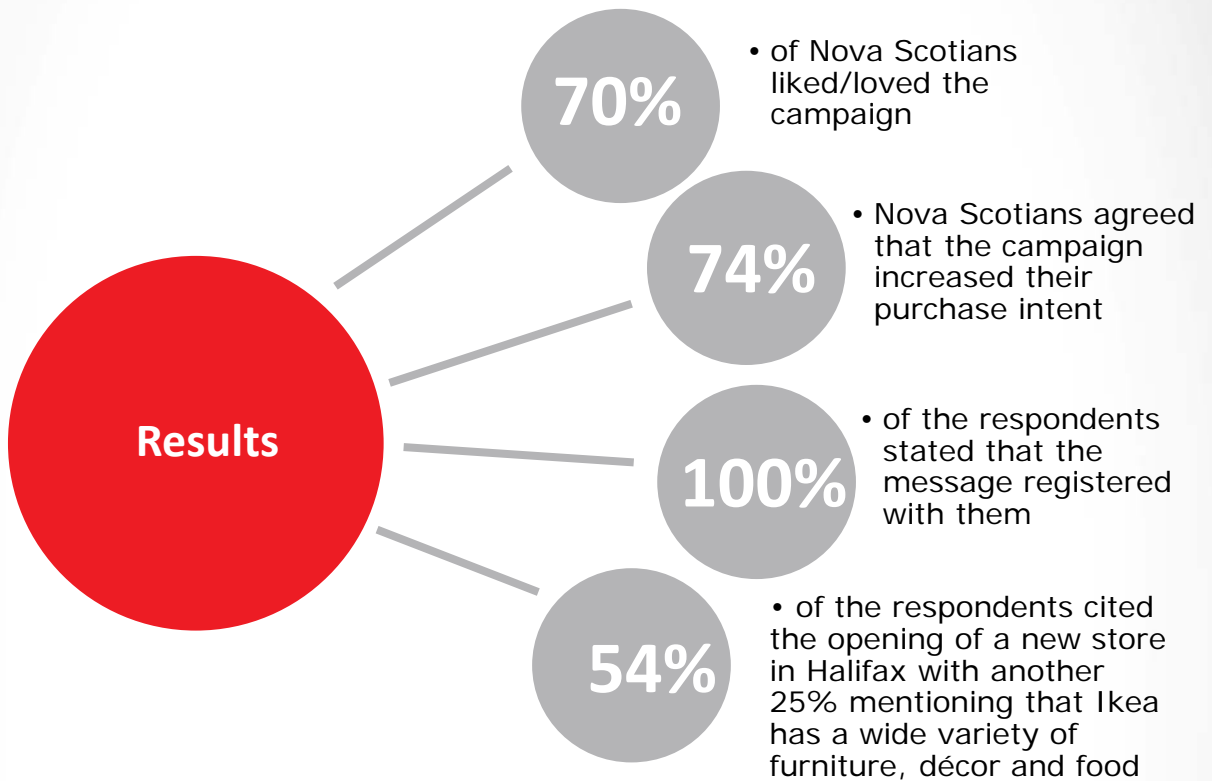 70%
• of Nova Scotians
liked/loved the
campaign
74%
• Nova Scotians agreed
that the campaign
increased their
purchase intent
Results
100%
• of the respondents
stated that the
message registered
with them
54%
• of the respondents cited
the opening of a new store
in Halifax with another
25% mentioning that Ikea
has a wide variety of
furniture, décor and food